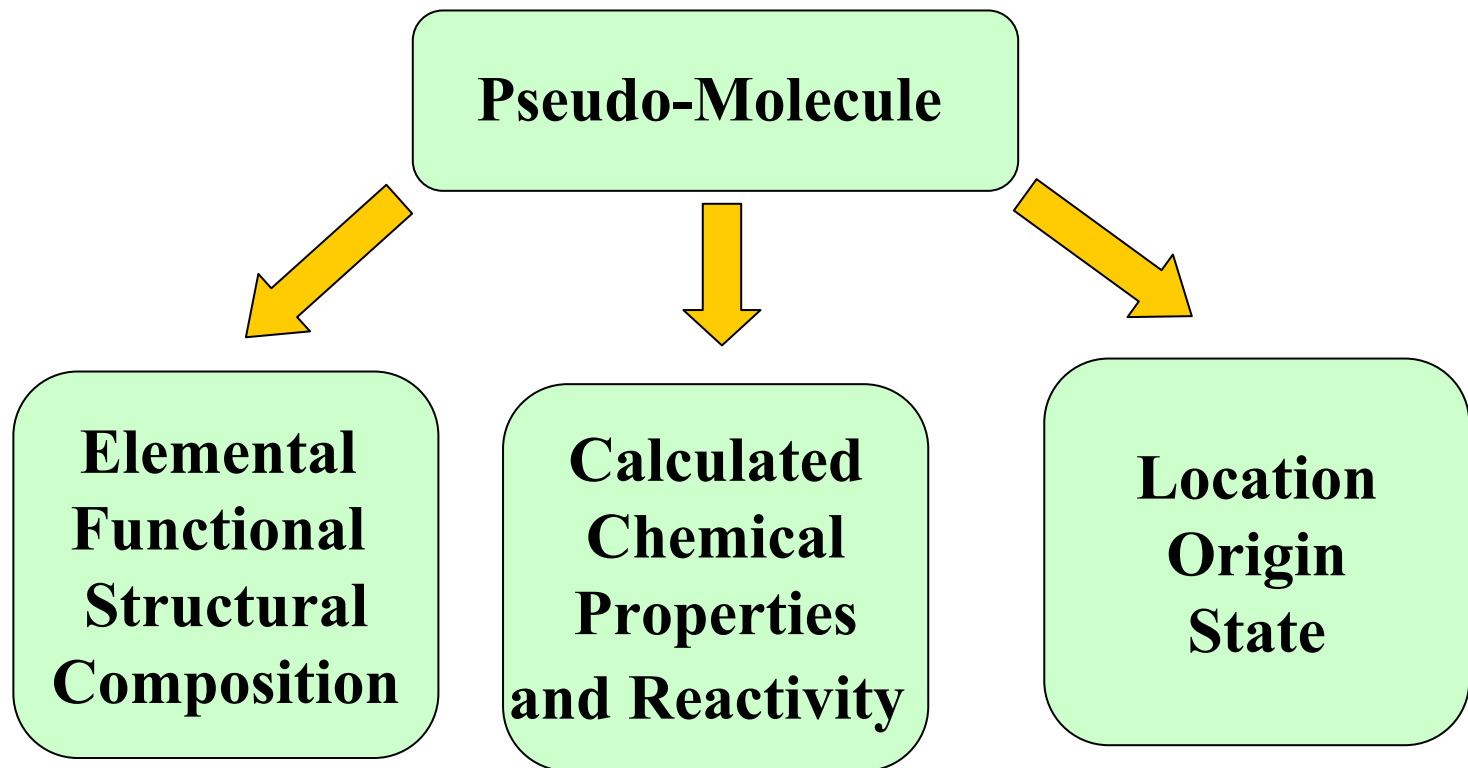 Pseudo-Molecule
Elemental
Functional
Structural
Composition
Calculated
Chemical
Properties
and Reactivity
Location
Origin
State